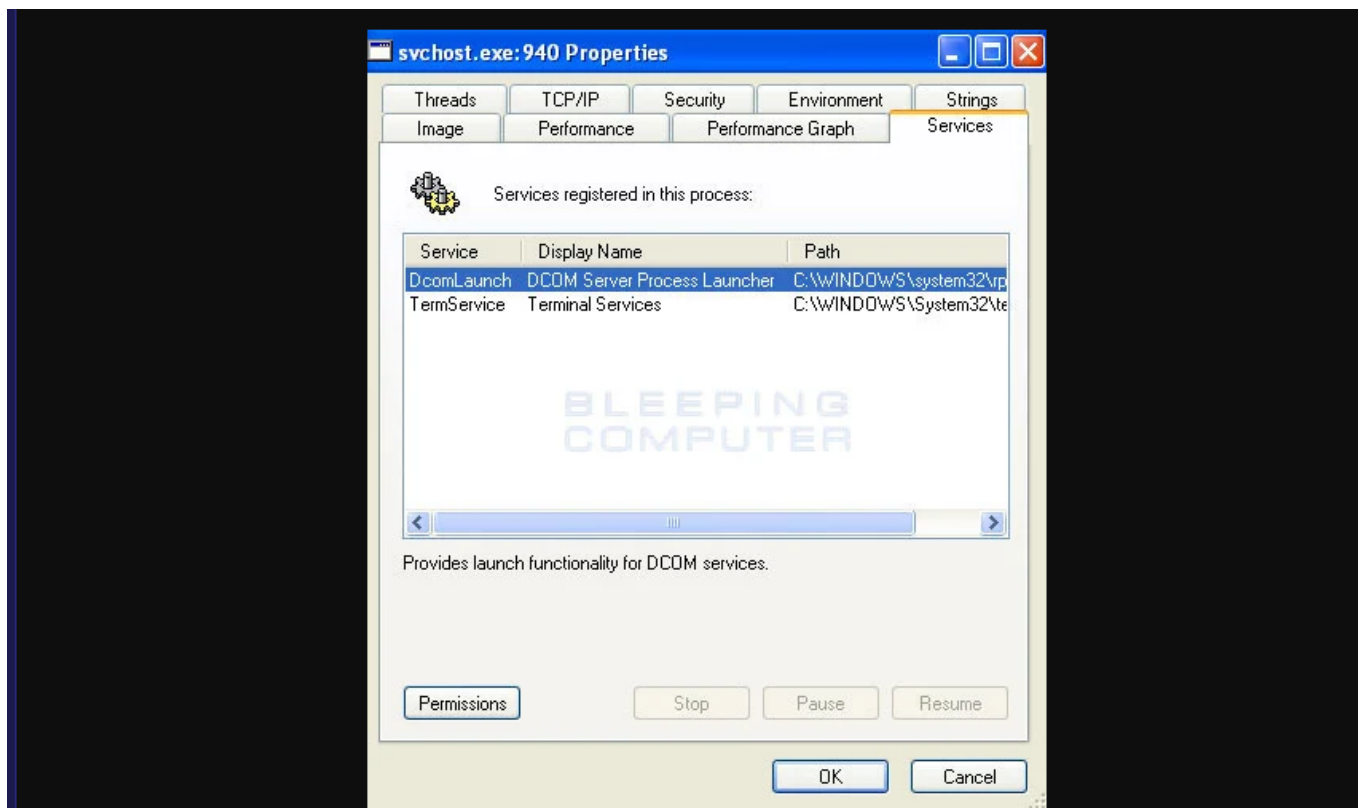 svchost.exe:940 Properties
Threads TCP/IP Security Environment Strings
Image Performance Performance Graph Services
Services registered in this process:
Service Display Name Path
DcomLaunch DCOM Server Process Launcher C:\WINDOWS\system32\rp
TermService Terminal Services C:\WINDOWS\System32\te
BLEEPING
COMPUTER
Provides launch functionality for DCOM services.
Permissions Stop Pause Resume
OK Cancel